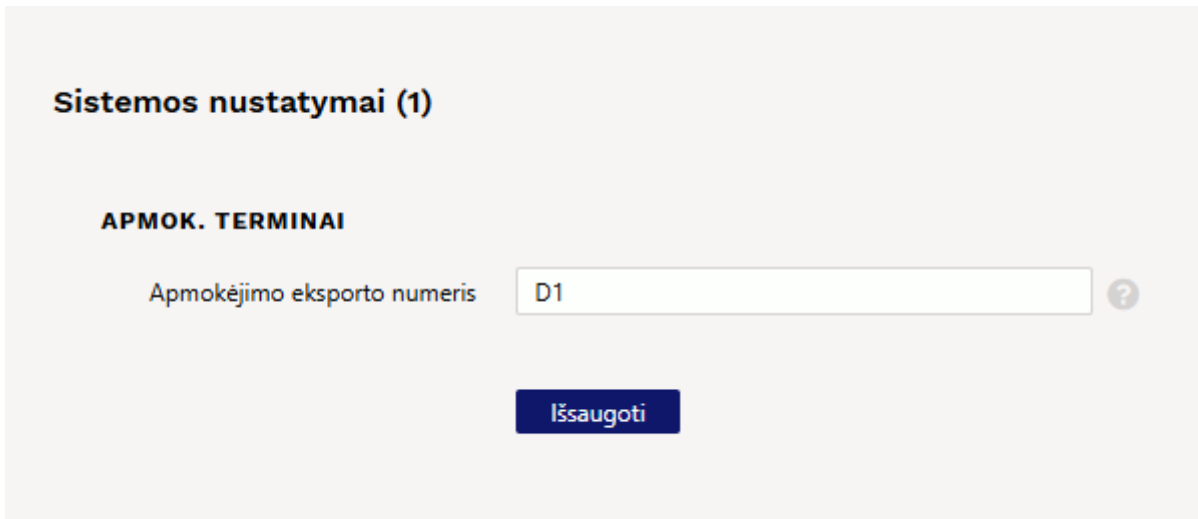 Sistemos nustatymai (1)
APMOK. TERMINAI
Apmokėjimo eksporto numeris D1 ?
Išsaugoti